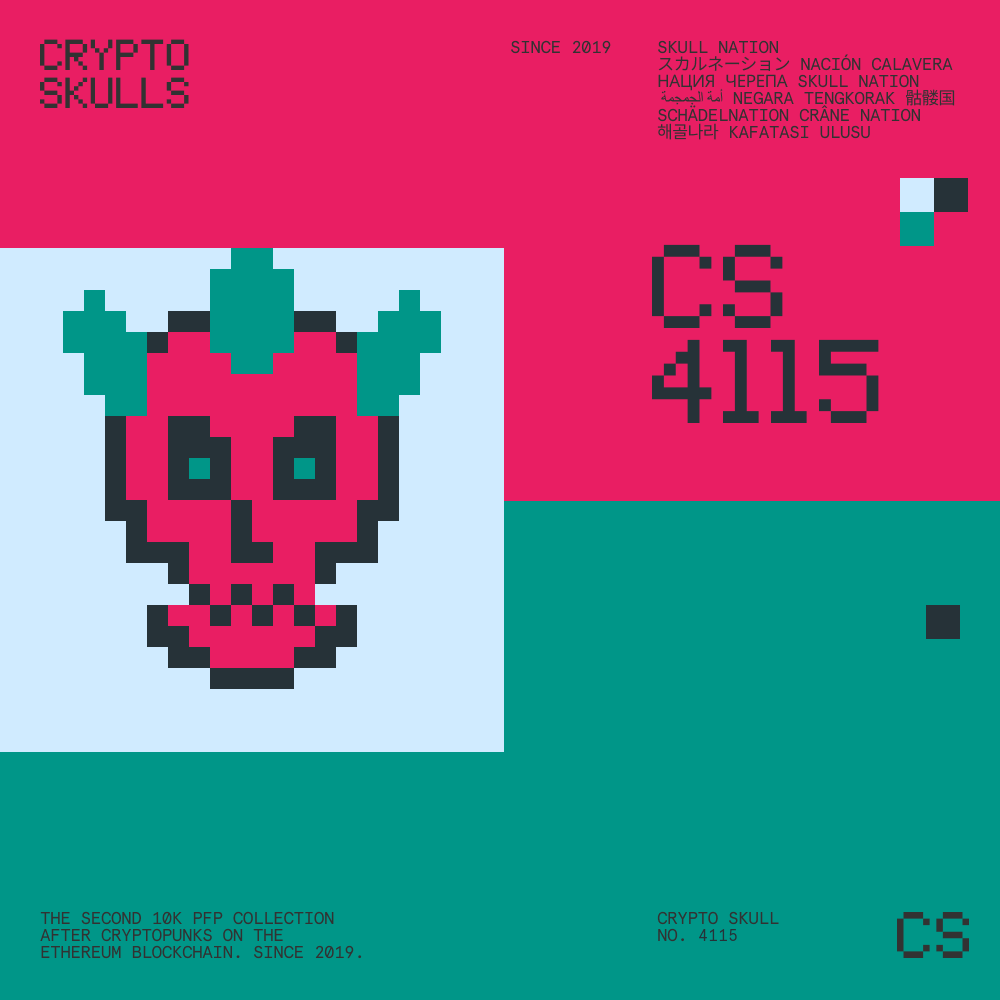 CRYPTO
SKULLS
SINCE 2019
SKULL NATION
スカルネーション NACIÓN CALAVERA
НАЦИЯ ЧЕРЕПА SKULL NATION
أمة الجمجمة NEGARA TENGKORAK 骷髅国
SCHÄDELNATION CRÂNE NATION
해골나라 KAFATASI ULUSU
CS
4115
THE SECOND 10K PFP COLLECTION
AFTER CRYPTOPUNKS ON THE
ETHEREUM BLOCKCHAIN. SINCE 2019.
CRYPTO SKULL
NO. 4115
CS